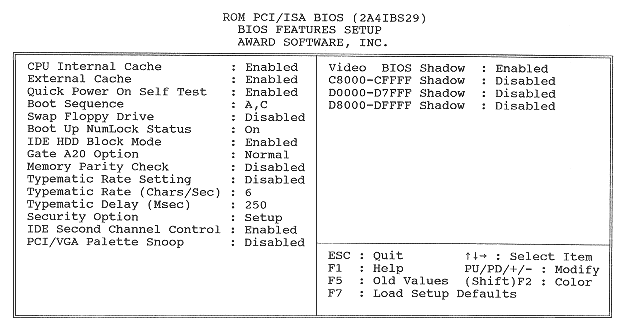 ROM PCI/ISA BIOS (2A4IBS29)
BIOS FEATURES SETUP
AWARD SOFTWARE, INC.
CPU Internal Cache : Enabled
External Cache : Enabled
Quick Power On Self Test : Enabled
Boot Sequence : A,C
Swap Floppy Drive : Disabled
Boot Up NumLock Status : On
IDE HDD Block Mode : Enabled
Gate A20 Option : Normal
Memory Parity Check : Disabled
Typematic Rate Setting : Disabled
Typematic Rate (Chars/Sec) : 6
Typematic Delay (Msec) : 250
Security Option : Setup
IDE Second Channel Control : Enabled
PCI/VGA Palette Snoop : Disabled
Video BIOS Shadow : Enabled
C8000-CFFFF Shadow : Disabled
D0000-D7FFF Shadow : Disabled
D8000-DFFFF Shadow : Disabled
ESC : Quit ↑↓→ : Select Item
F1 : Help PU/PD/+/- : Modify
F5 : Old Values (Shift)F2 : Color
F7 : Load Setup Defaults